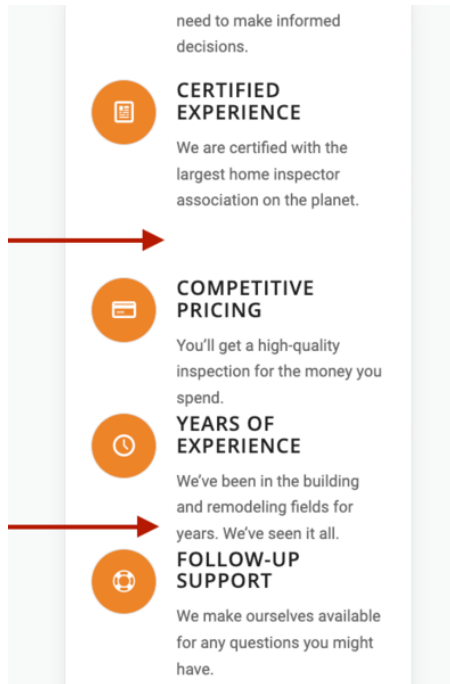 need to make informed
decisions.
CERTIFIED
EXPERIENCE
We are certified with the
largest home inspector
association on the planet.
COMPETITIVE
PRICING
You’ll get a high-quality
inspection for the money you
spend.
YEARS OF
EXPERIENCE
We’ve been in the building
and remodeling fields for
years. We’ve seen it all.
FOLLOW-UP
SUPPORT
We make ourselves available
for any questions you might
have.